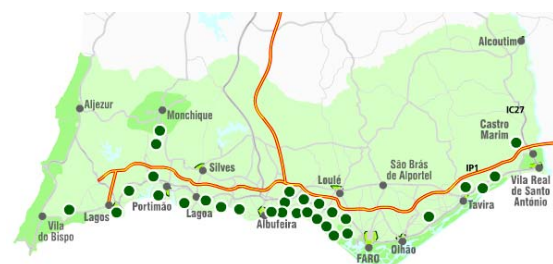 Alcoutim
IC27
Aljezur
Monchique
Castro
Marim
Silves
São Brás
de Alportel
IP1
Loulé
Vila Real
de Santo
António
Lagos
Portimão
Lagoa
Tavira
Vila
do Bispo
Albufeira
FARO
Olhão